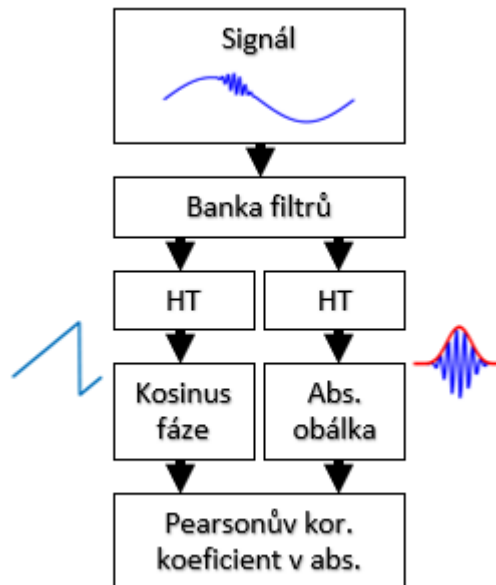 Signál
Banka filtrů
HT
HT
Kosinus
fáze
Abs.
obálka
Pearsonův kor.
koeficient v abs.